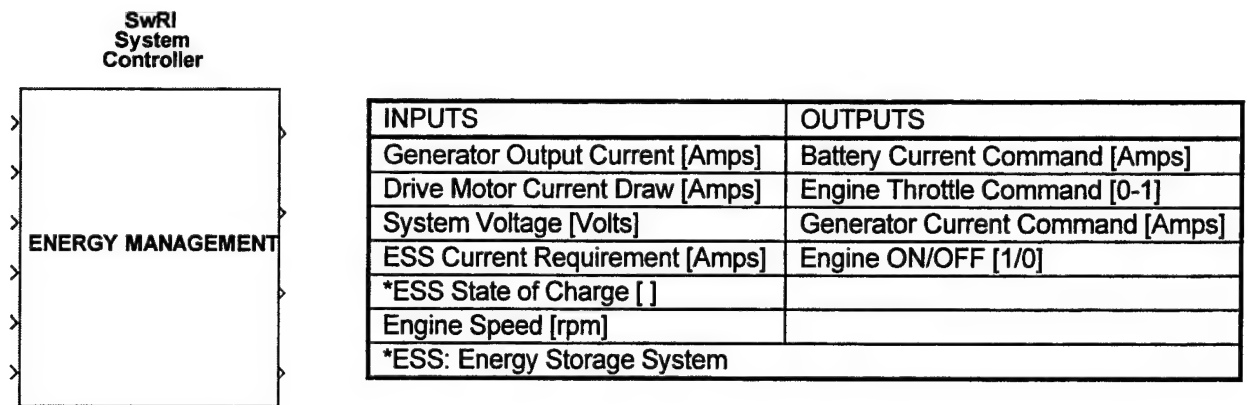 SwRI
System
Controller
ENERGY MANAGEMENT
INPUTS OUTPUTS
Generator Output Current [Amps] Battery Current Command [Amps]
Drive Motor Current Draw [Amps] Engine Throttle Command [0-1]
System Voltage [Volts] Generator Current Command [Amps]
ESS Current Requirement [Amps] Engine ON/OFF [1/0]
*ESS State of Charge [ ]
Engine Speed [rpm]
*ESS: Energy Storage System